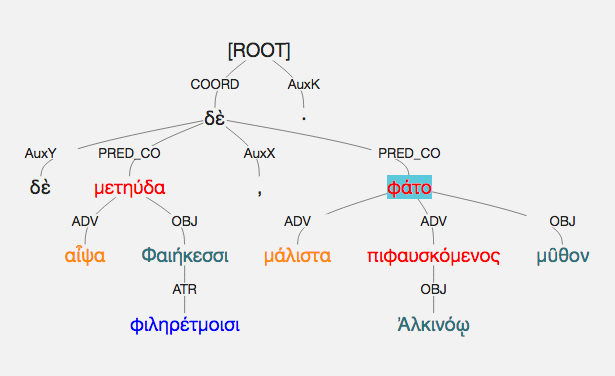 [ROOT]
COORD AuxK
δὲ .
AuxY PRED_CO AuxX PRED_CO
δὲ μετηύδα , φάτο
ADV OBJ ADV ADV OBJ
αἶψα Φαιήκεσσι μάλιστα πιφαυσκόμενος μῦθον
ATR OBJ
φιληρέτμοισι Ἀλκινόῳ